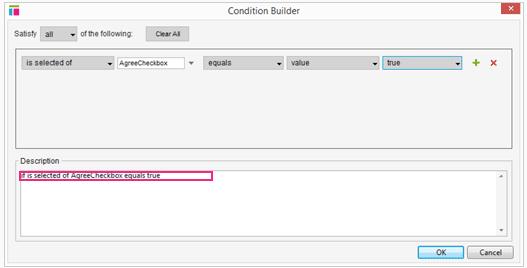 Condition Builder
Satisfy all of the following: Clear All
is selected of AgreeCheckbox equals value true
Description
if is selected of AgreeCheckbox equals true
OK Cancel